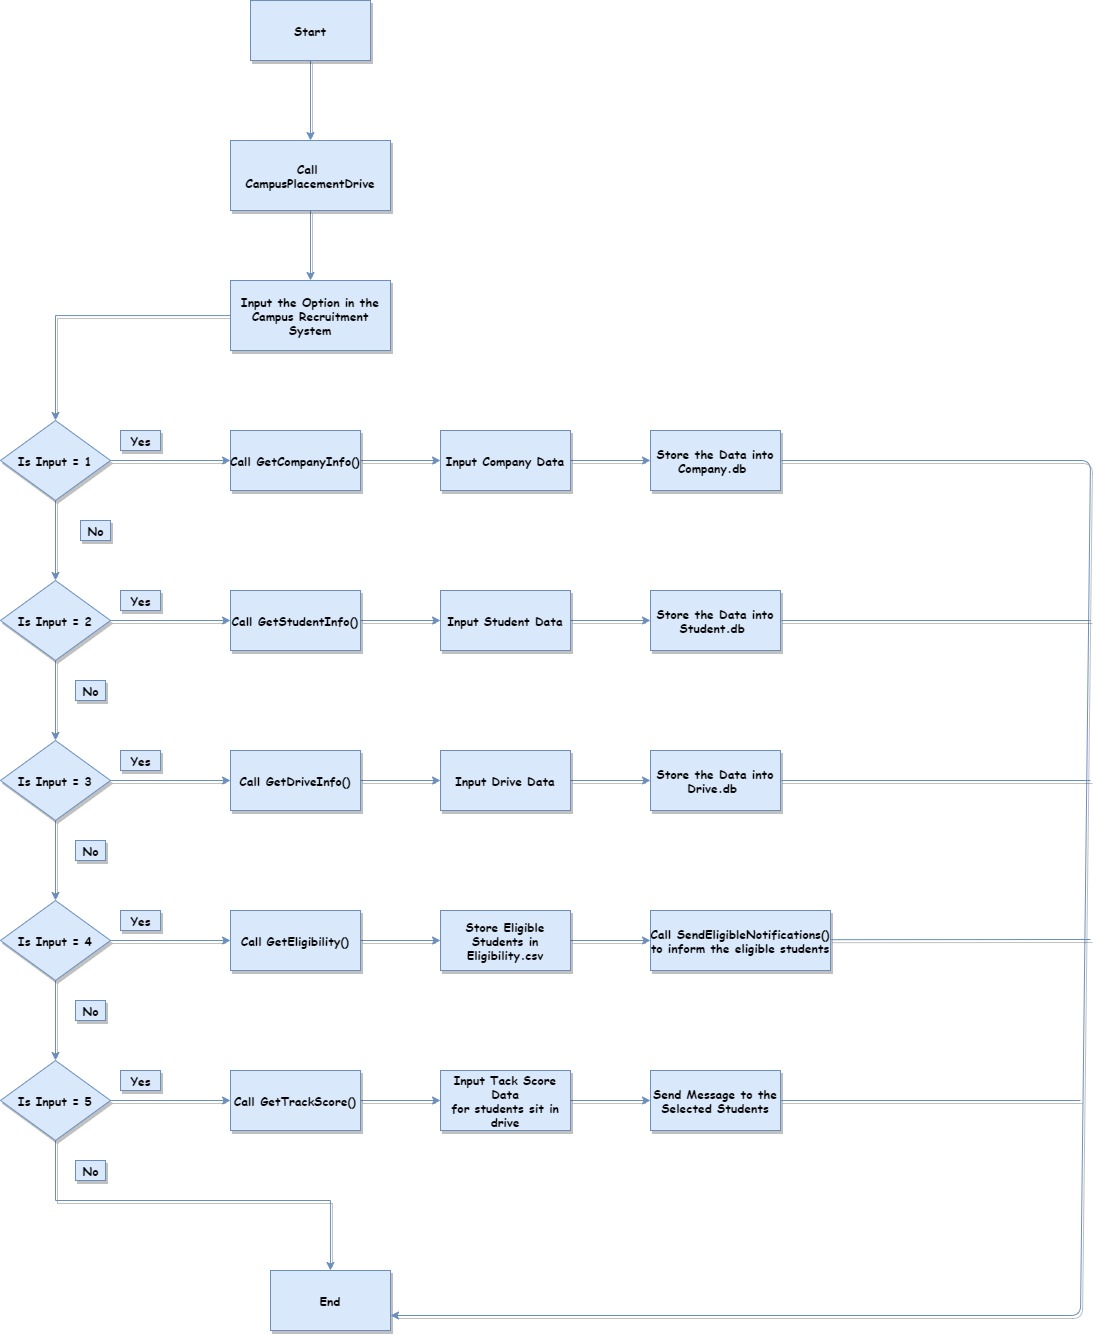 Start
Call
CampusPlacementDrive
Input the Option in the
Campus Recruitment
System
Is Input = 1
Yes
Call GetCompanyInfo()
Input Company Data
Store the Data into
Company.db
No
Is Input = 2
Yes
Call GetStudentInfo()
Input Student Data
Store the Data into
Student.db
No
Is Input = 3
Yes
Call GetDriveInfo()
Input Drive Data
Store the Data into
Drive.db
No
Is Input = 4
Yes
Call GetEligibility()
Store Eligible
Students in
Eligibility.csv
Call SendEligibleNotifications()
to inform the eligible students
No
Is Input = 5
Yes
Call GetTrackScore()
Input Tack Score
Data
for students sit in
drive
Send Message to the
Selected Students
No
End